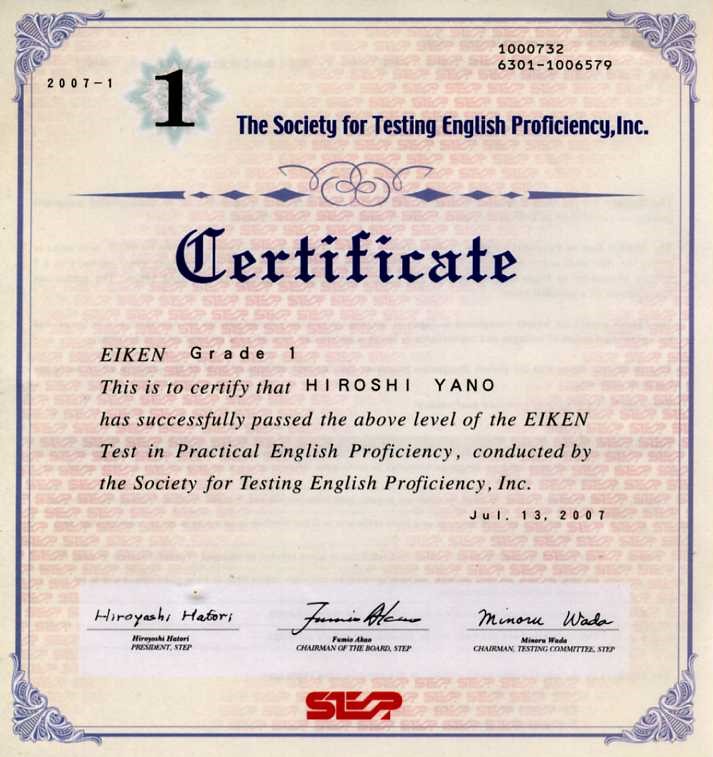 1000732
6301-1006579
2007-1
1
The Society for Testing English Proficiency,Inc.
Certificate
EIKEN Grade 1
This is to certify that HIROSHI YANO
has successfully passed the above level of the EIKEN
Test in Practical English Proficiency, conducted by
the Society for Testing English Proficiency, Inc.
Jul. 13, 2007
Hiroyoshi Hatori Fumio Akao Minoru Wada
Hiroyoshi Hatori Fumio Akao Minoru Wada
PRESIDENT, STEP CHAIRMAN OF THE BOARD, STEP CHAIRMAN, TESTING COMMITTEE, STEP
STEP